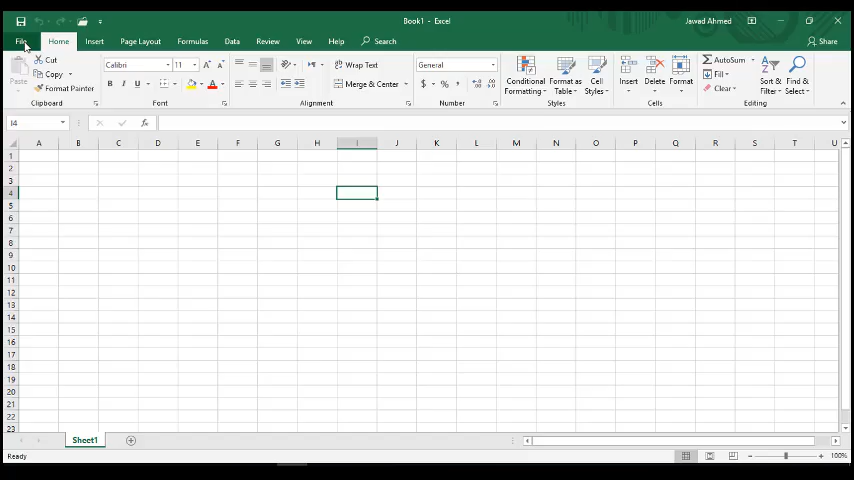 Book1 - Excel
Jawad Ahmed
File Home Insert Page Layout Formulas Data Review View Help Search Share
Paste
Cut
Copy
Format Painter
Clipboard
Calibri 11
B I U
Font
Wrap Text
Merge & Center
Alignment
General
$ % ,
Number
Conditional Formatting
Format as Table
Cell Styles
Styles
Insert Delete Format
Cells
AutoSum
Fill
Clear
Sort & Filter
Find & Select
Editing
I4
fx
A B C D E F G H I J K L M N O P Q R S T U
1
2
3
4
5
6
7
8
9
10
11
12
13
14
15
16
17
18
19
20
21
22
23
Sheet1
Ready
100%